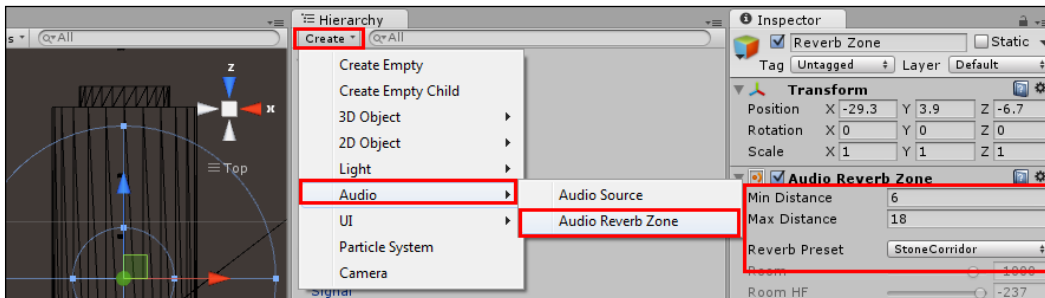 s
All
z
x
Top
Hierarchy
Create
All
Create Empty
Create Empty Child
3D Object
2D Object
Light
Audio
UI
Particle System
Camera
Signal
Audio Source
Audio Reverb Zone
Inspector
Reverb Zone
Static
Tag Untagged Layer Default
Transform
Position X -29.3 Y 3.9 Z -6.7
Rotation X 0 Y 0 Z 0
Scale X 1 Y 1 Z 1
Audio Reverb Zone
Min Distance 6
Max Distance 18
Reverb Preset StoneCorridor
Room -1000
Room HF -237